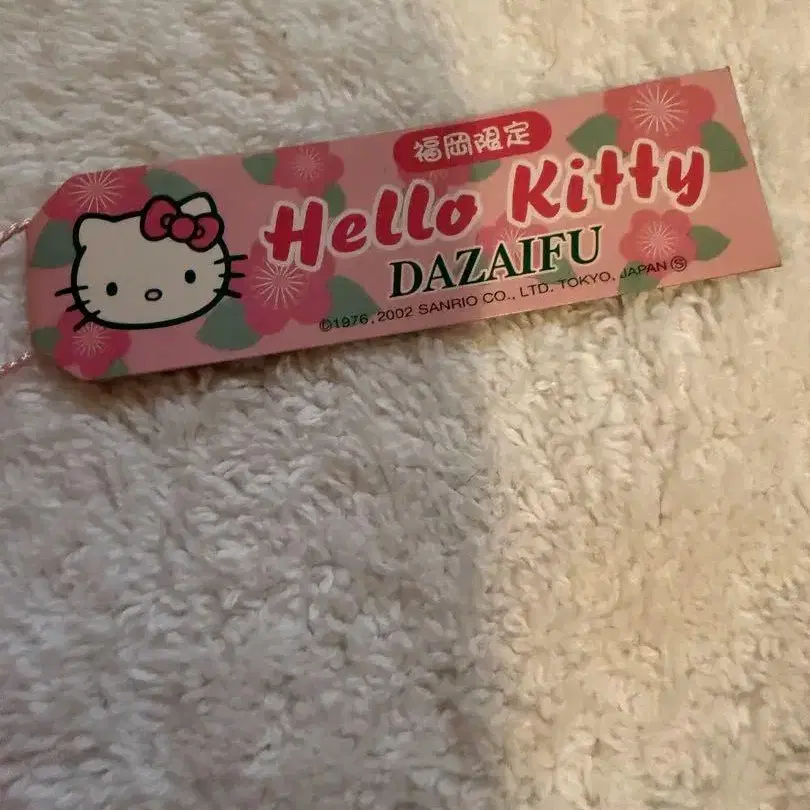 福岡限定
Hello Kitty
DAZAIFU
©1976, 2002 SANRIO CO., LTD. TOKYO, JAPAN Ⓢ